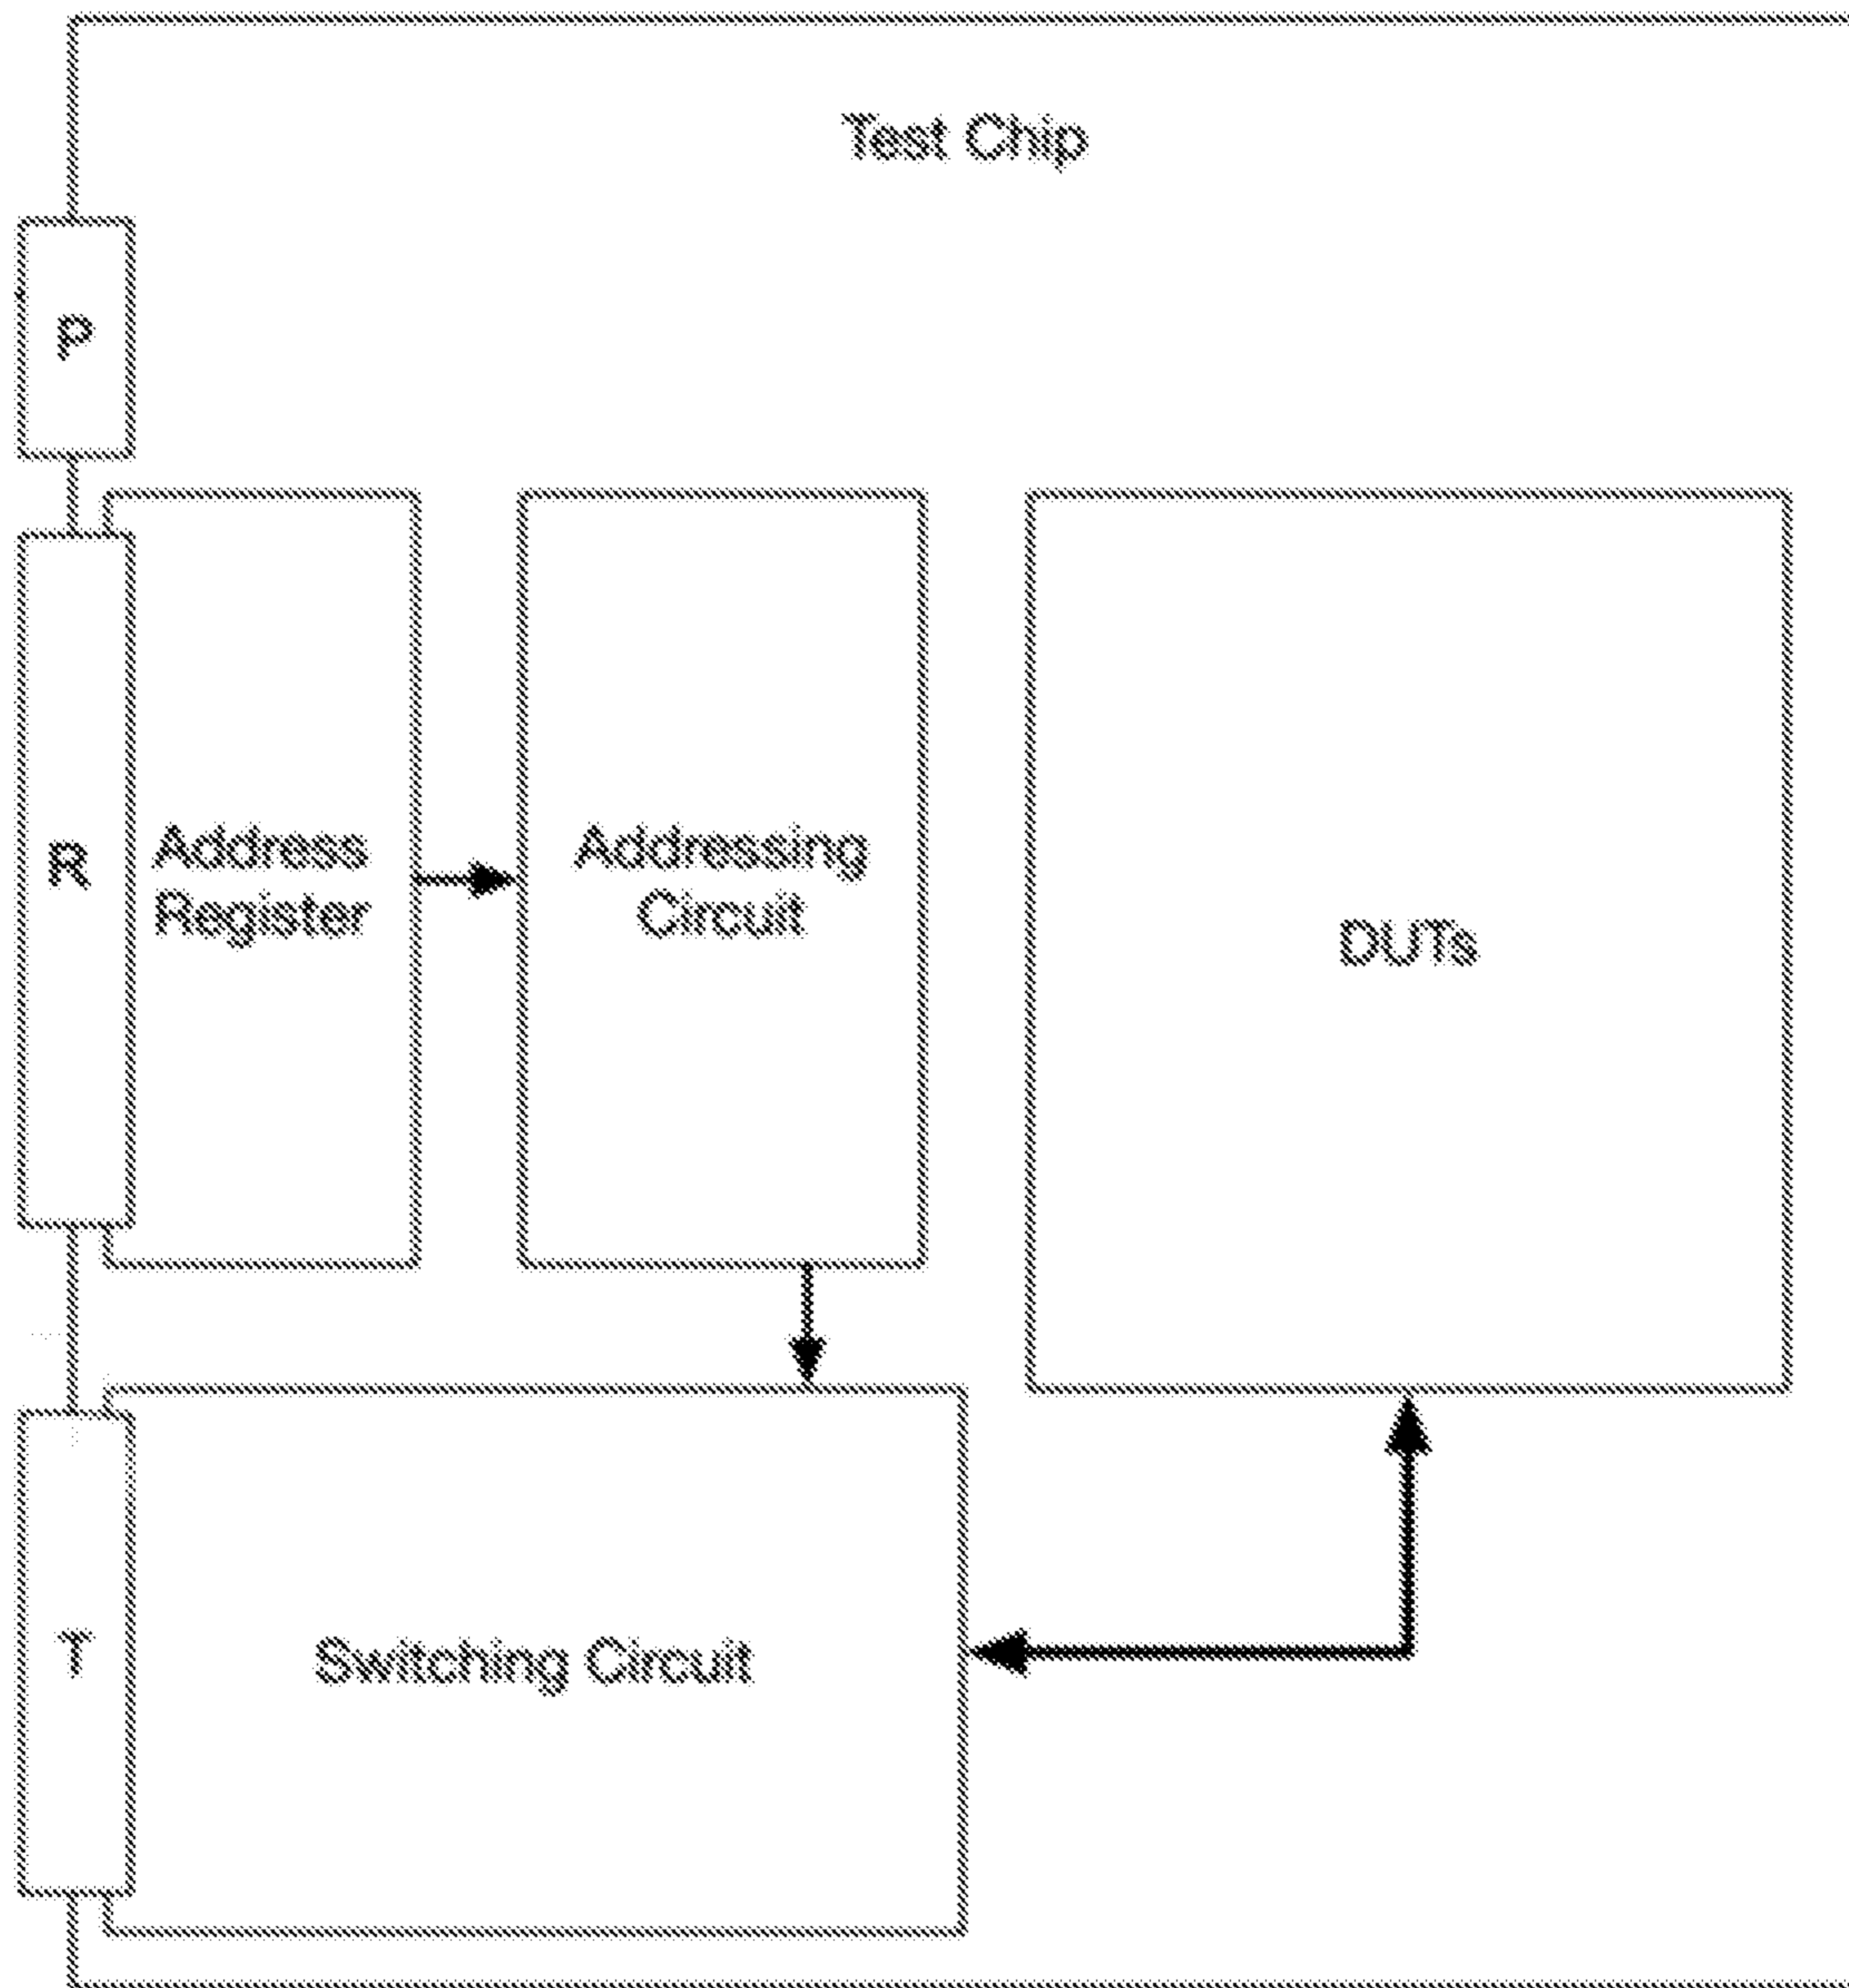 Test Chip
P
R
Address
Register
Addressing
Circuit
DUTs
T
Switching Circuit